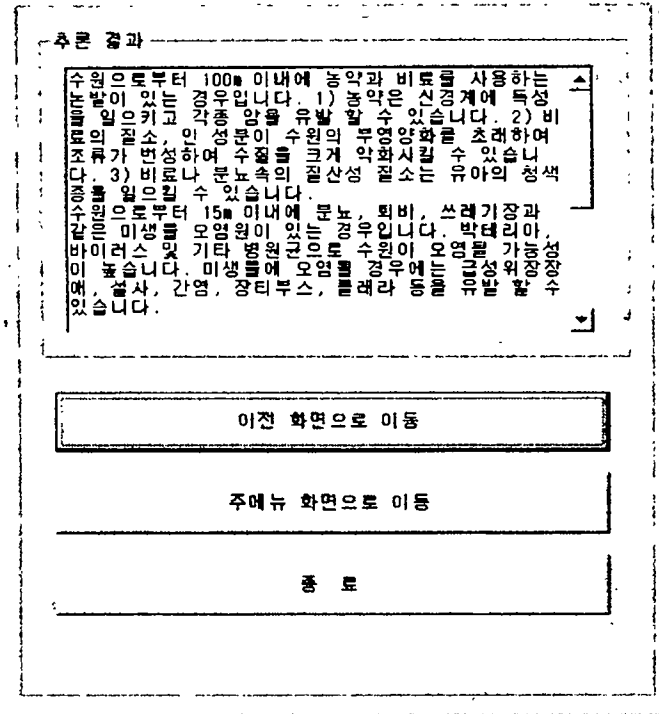 추론 결과
수원으로부터 100m 이내에 농약과 비료를 사용하는
논밭이 있는 경우입니다. 1) 농약은 신경계에 독성
을 일으키고 각종 암을 유발 할 수 있습니다. 2) 비
료의 질소, 인 성분이 수원의 부영양화를 초래하여
조류가 번성하여 수질을 크게 악화시킬 수 있습니
다. 3) 비료나 분뇨속의 질산성 질소는 유아의 청색
증을 일으킬 수 있습니다.
수원으로부터 15m 이내에 분뇨, 퇴비, 쓰레기장과
같은 미생물 오염원이 있는 경우입니다. 박테리아,
바이러스 및 기타 병원균으로 수원이 오염될 가능성
이 높습니다. 미생물에 오염될 경우에는 급성위장장
애, 설사, 간염, 장티부스, 콜레라 등을 유발 할 수
있습니다.
이전 화면으로 이동
주메뉴 화면으로 이동
종 료